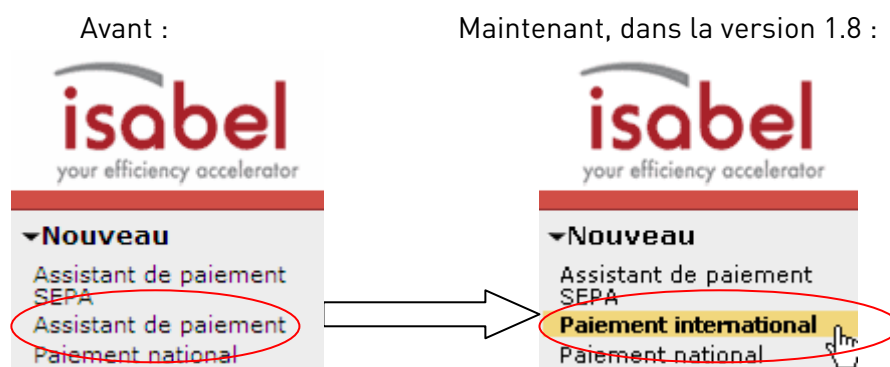 Avant :
Maintenant, dans la version 1.8 :
isabel
your efficiency accelerator
Nouveau
Assistant de paiement
SEPA
Assistant de paiement
Paiement national
isabel
your efficiency accelerator
Nouveau
Assistant de paiement
SEPA
Paiement international
Paiement national